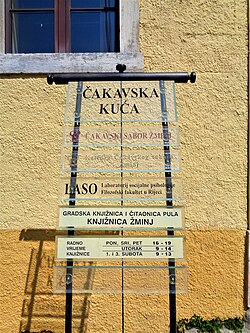 ČAKAVSKA
KUĆA
ČAKAVSKI SABOR ŽMINJ
LASO Laboratorij socijalne psihologije
Filozofski fakultet u Rijeci
GRADSKA KNJIŽNICA I ČITAONICA PULA
KNJIŽNICA ŽMINJ
RADNO PON, SRI, PET 16 - 19
VRIJEME UTORAK 9 - 14
KNJIŽNICE 1. i 3. SUBOTA 9 - 13